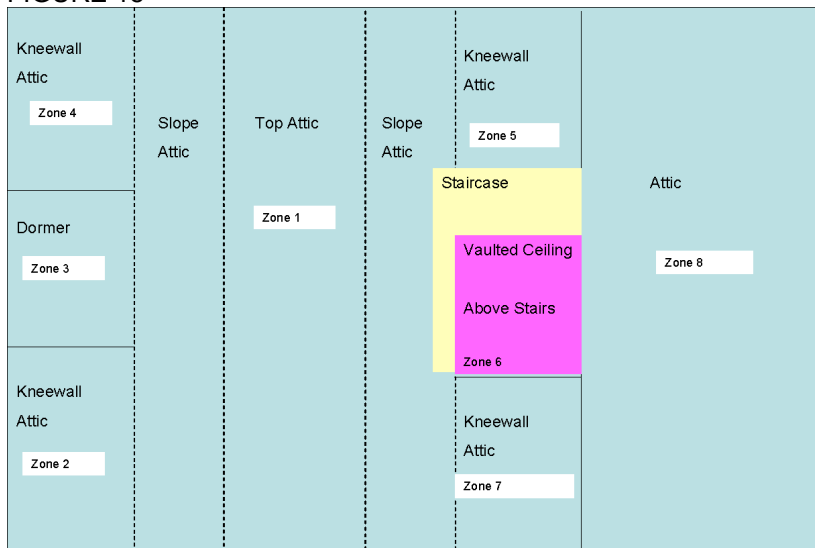 Kneewall
Attic
Zone 4
Slope
Attic
Top Attic
Zone 1
Slope
Attic
Kneewall
Attic
Zone 5
Staircase
Attic
Dormer
Zone 3
Vaulted Ceiling
Above Stairs
Zone 6
Zone 8
Kneewall
Attic
Zone 2
Kneewall
Attic
Zone 7